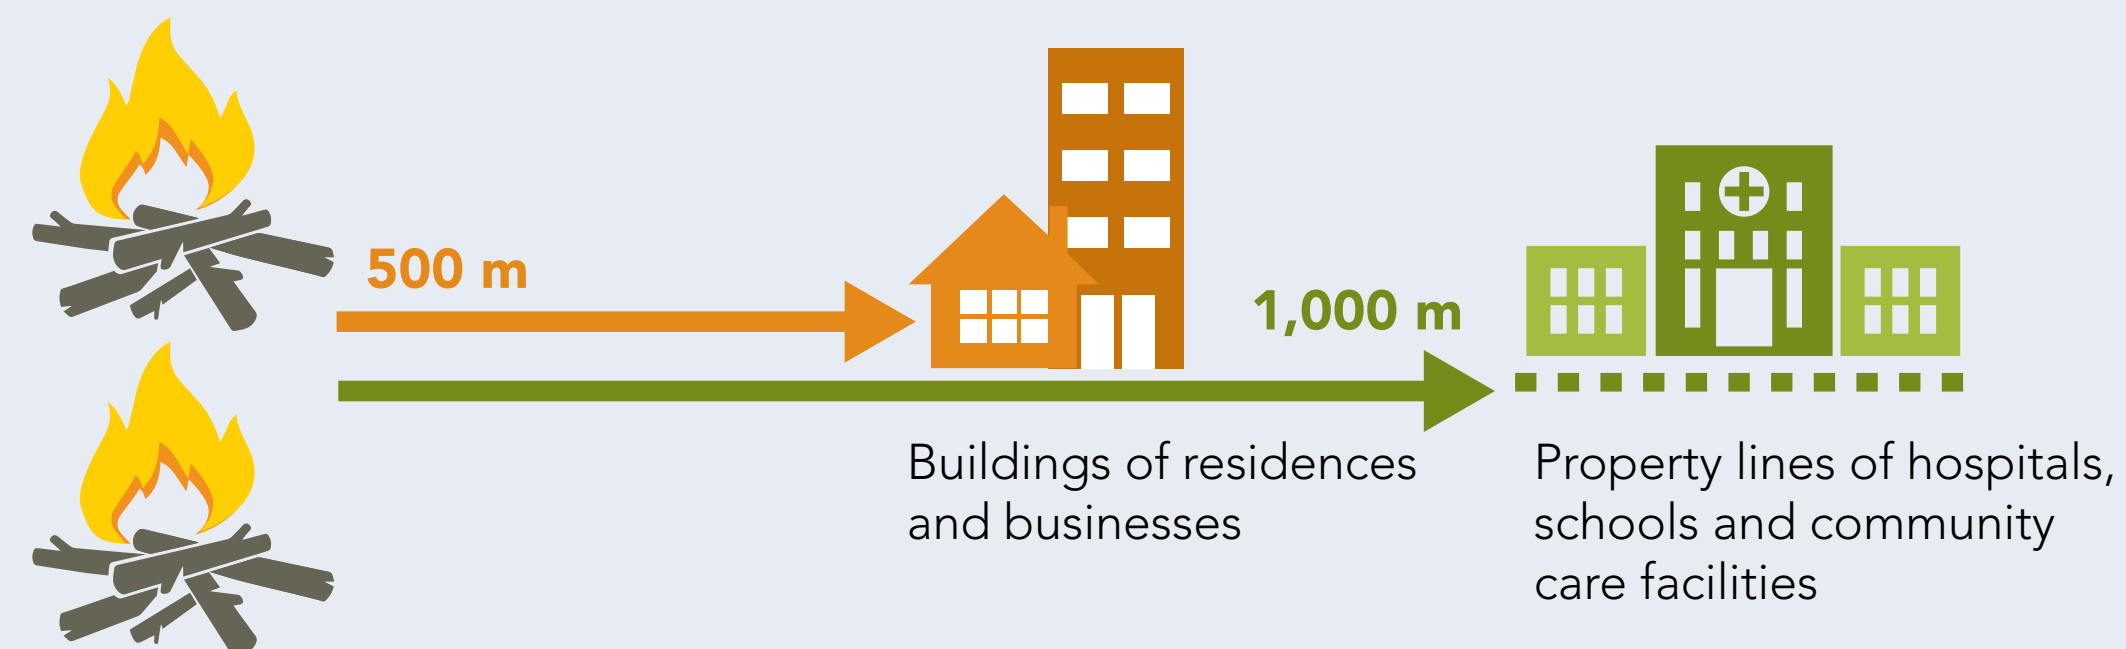 500 m
1,000 m
Buildings of residences
and businesses
Property lines of hospitals,
schools and community
care facilities